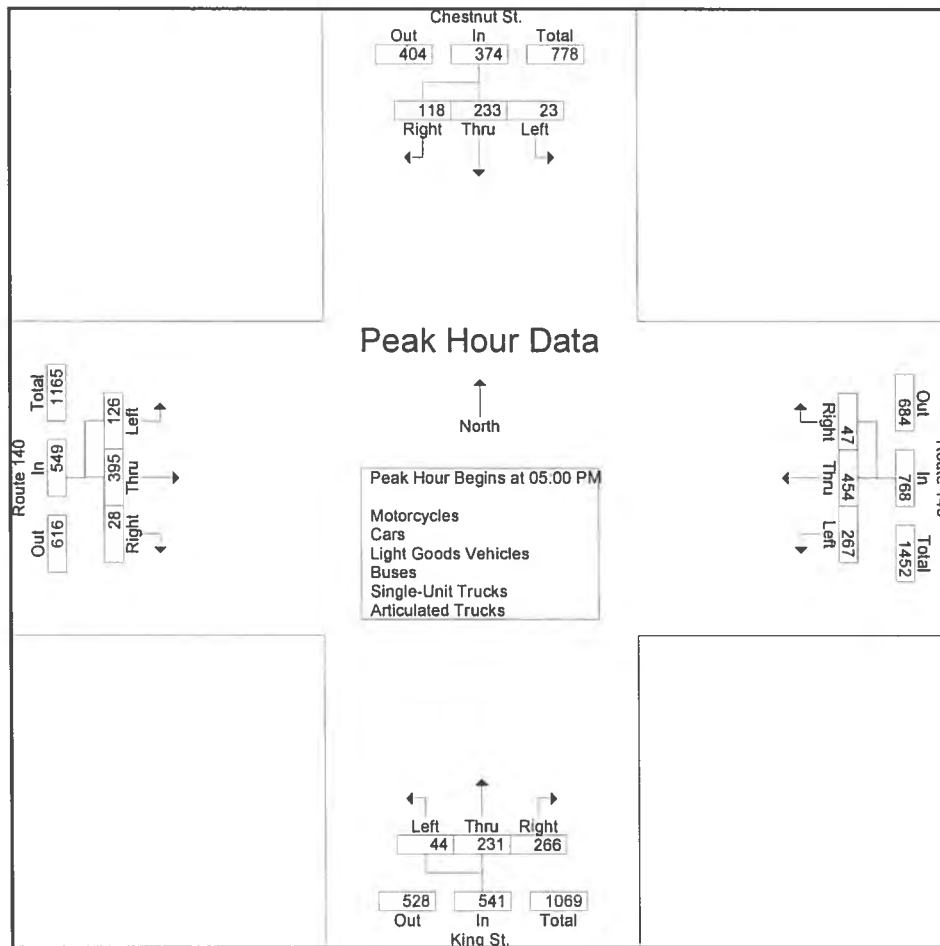 Chestnut St.
Out In Total
404 374 778
118 233 23
Right Thru Left
Peak Hour Data
North
Peak Hour Begins at 05:00 PM
Motorcycles
Cars
Light Goods Vehicles
Buses
Single-Unit Trucks
Articulated Trucks
Route 140
Out In Total
616 549 1165
126 395 28
Left Thru Right
Out In Total
684 768 1452
47 454 267
Right Thru Left
Left Thru Right
44 231 266
528 541 1069
Out In Total
King St.